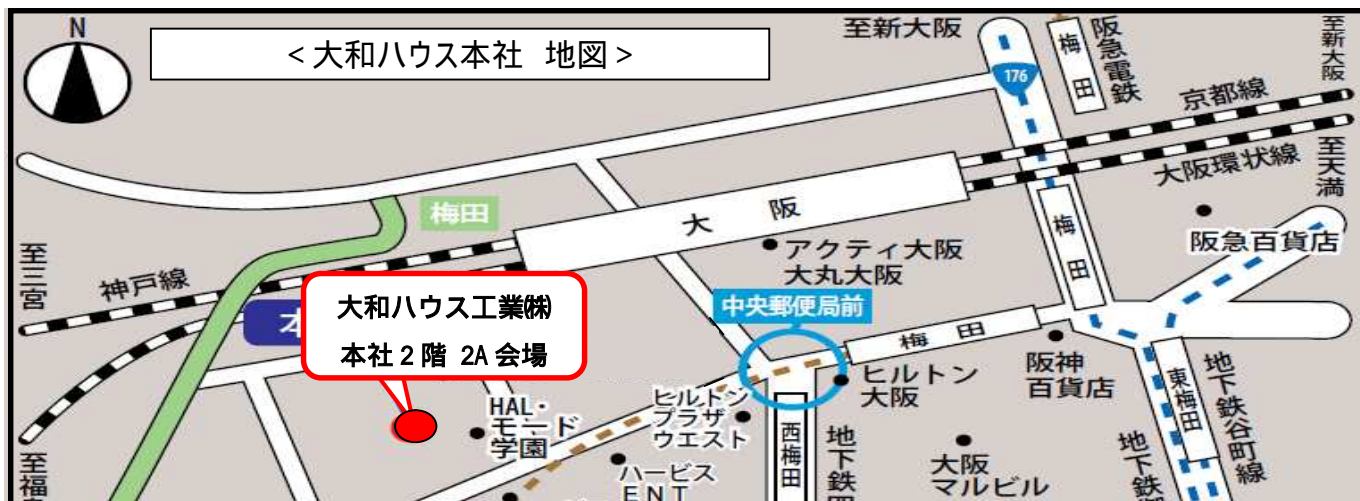 N
<大和ハウス本社 地図>
至新大阪
176
梅田
阪急電鉄
至新大阪
京都線
大阪環状線
至天満
梅田
大阪
梅田
阪急百貨店
至三宮
神戸線
アクティ大阪
大丸大阪
本
大和ハウス工業㈱
本社2階 2A会場
中央郵便局前
梅田
ヒルトン
大阪
阪神
百貨店
東梅田
地下鉄谷町線
HAL・
モード
学園
ヒルトン
プラザ
ウエスト
西梅田
地下鉄
大阪
マルビル
地下鉄
ハービス
ENT
至福